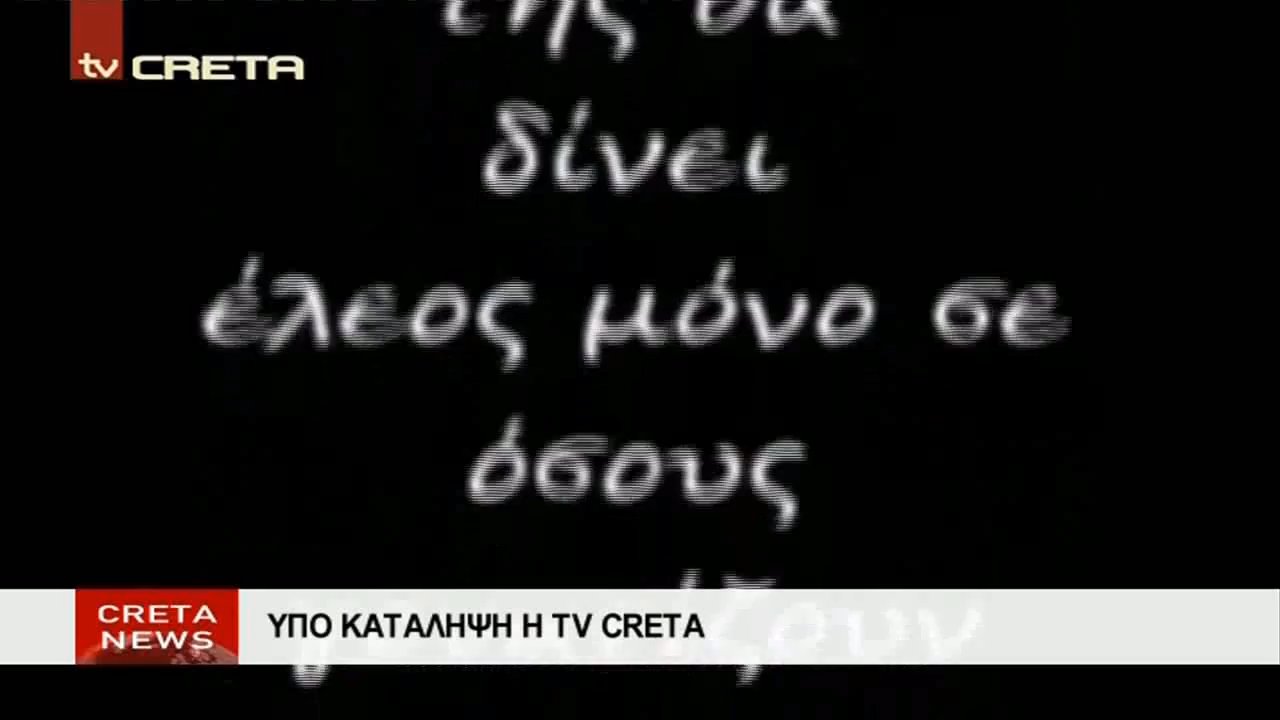 tv CRETA
της θα
δίνει
έλεος μόνο σε
όσους
CRETA
NEWS
ΥΠΟ ΚΑΤΑΛΗΨΗ Η TV CRETA